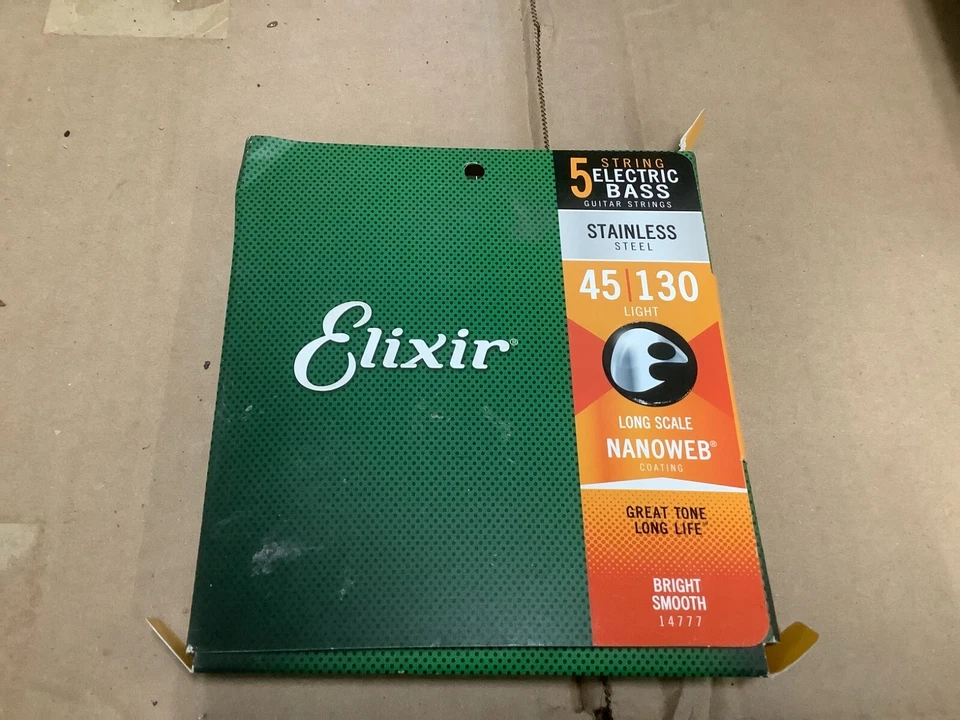 Elixir®
5 STRING
ELECTRIC
BASS
GUITAR STRINGS
STAINLESS
STEEL
45|130
LIGHT
LONG SCALE
NANOWEB®
COATING
GREAT TONE
LONG LIFE™
BRIGHT
SMOOTH
14777